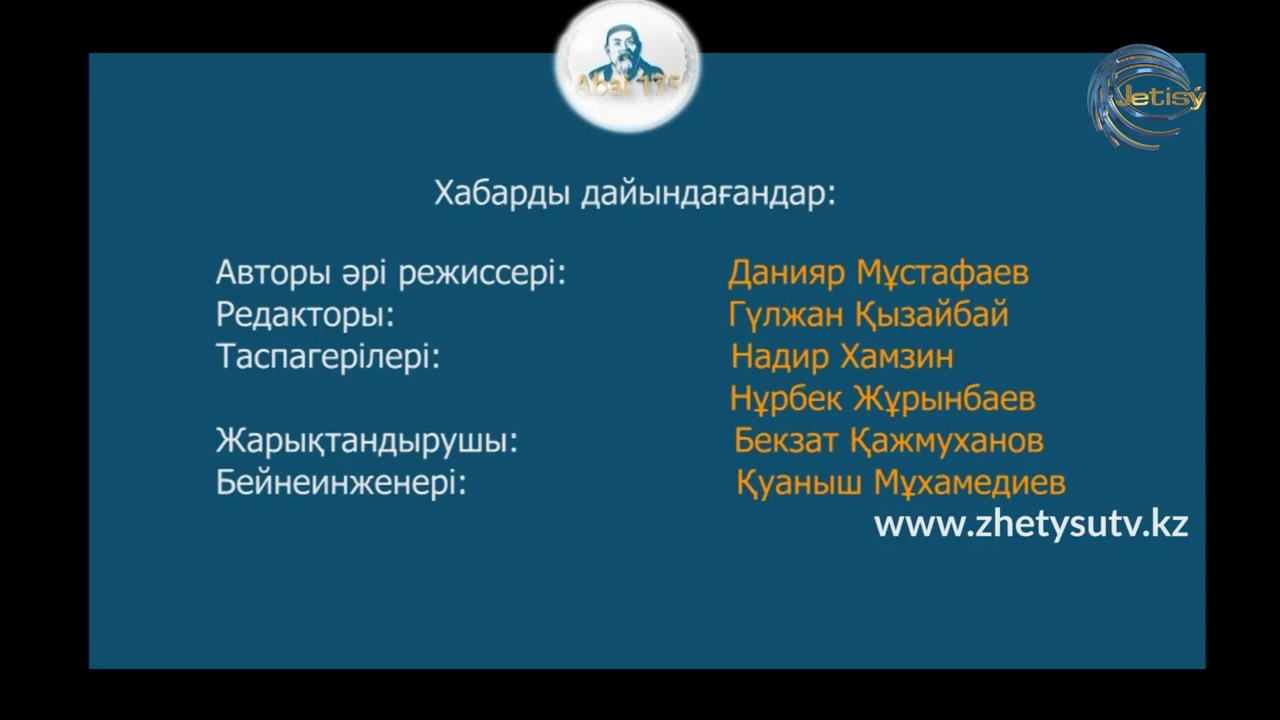 Abai 175
Jetisý
Хабарды дайындағандар:
Авторы әрі режиссері: Данияр Мұстафаев
Редакторы: Гүлжан Қызайбай
Таспагерілері: Надир Хамзин
Нұрбек Жұрынбаев
Жарықтандырушы: Бекзат Қажмуханов
Бейнеинженері: Қуаныш Мұхамедиев
www.zhetysutv.kz